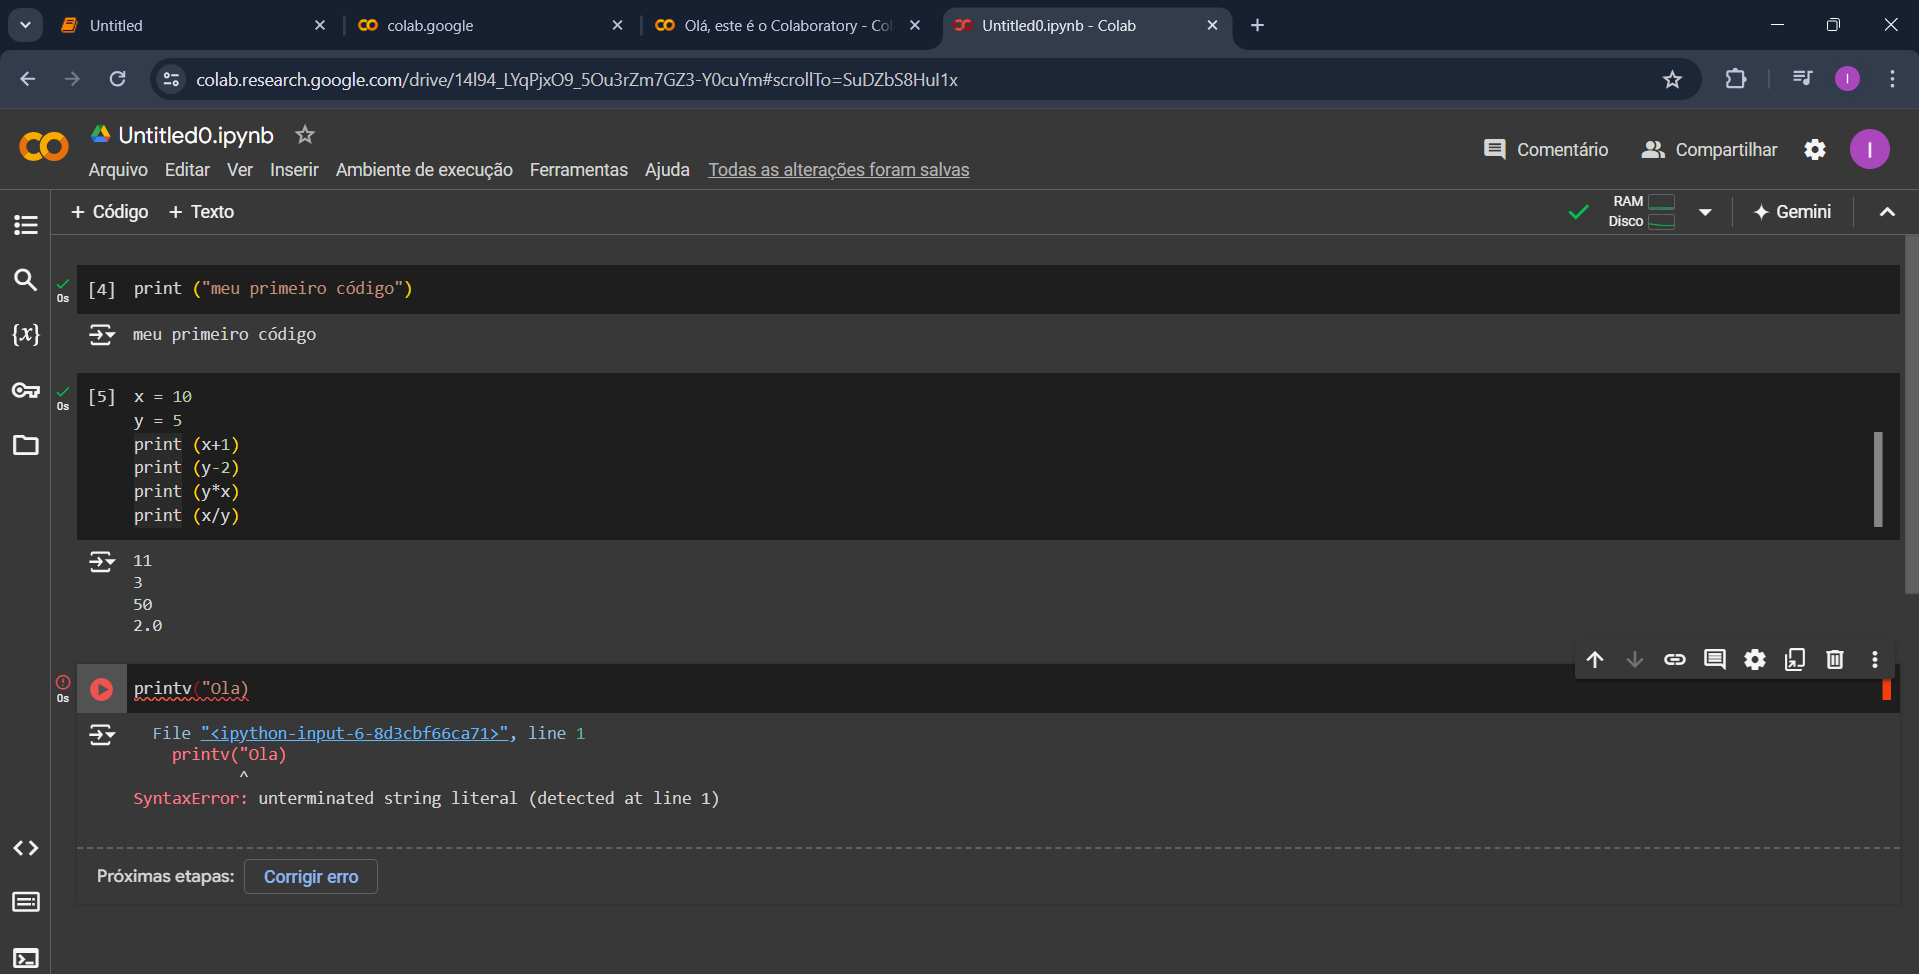 Untitled
colab.google
Olá, este é o Colaboratory - Col
Untitled0.ipynb - Colab
colab.research.google.com/drive/14l94_LYqPjxO9_5Ou3rZm7GZ3-Y0cuYm#scrollTo=SuDZbS8HuI1x
I
Untitled0.ipynb
Arquivo Editar Ver Inserir Ambiente de execução Ferramentas Ajuda Todas as alterações foram salvas
Comentário
Compartilhar
I
+ Código + Texto
RAM
Disco
Gemini
{x}
0s
[4] print ("meu primeiro código")
meu primeiro código
0s
[5] x = 10
y = 5
print (x+1)
print (y-2)
print (y*x)
print (x/y)
11
3
50
2.0
0s
printv("Ola)
File "<ipython-input-6-8d3cbf66ca71>", line 1
printv("Ola)
^
SyntaxError: unterminated string literal (detected at line 1)
Próximas etapas: Corrigir erro